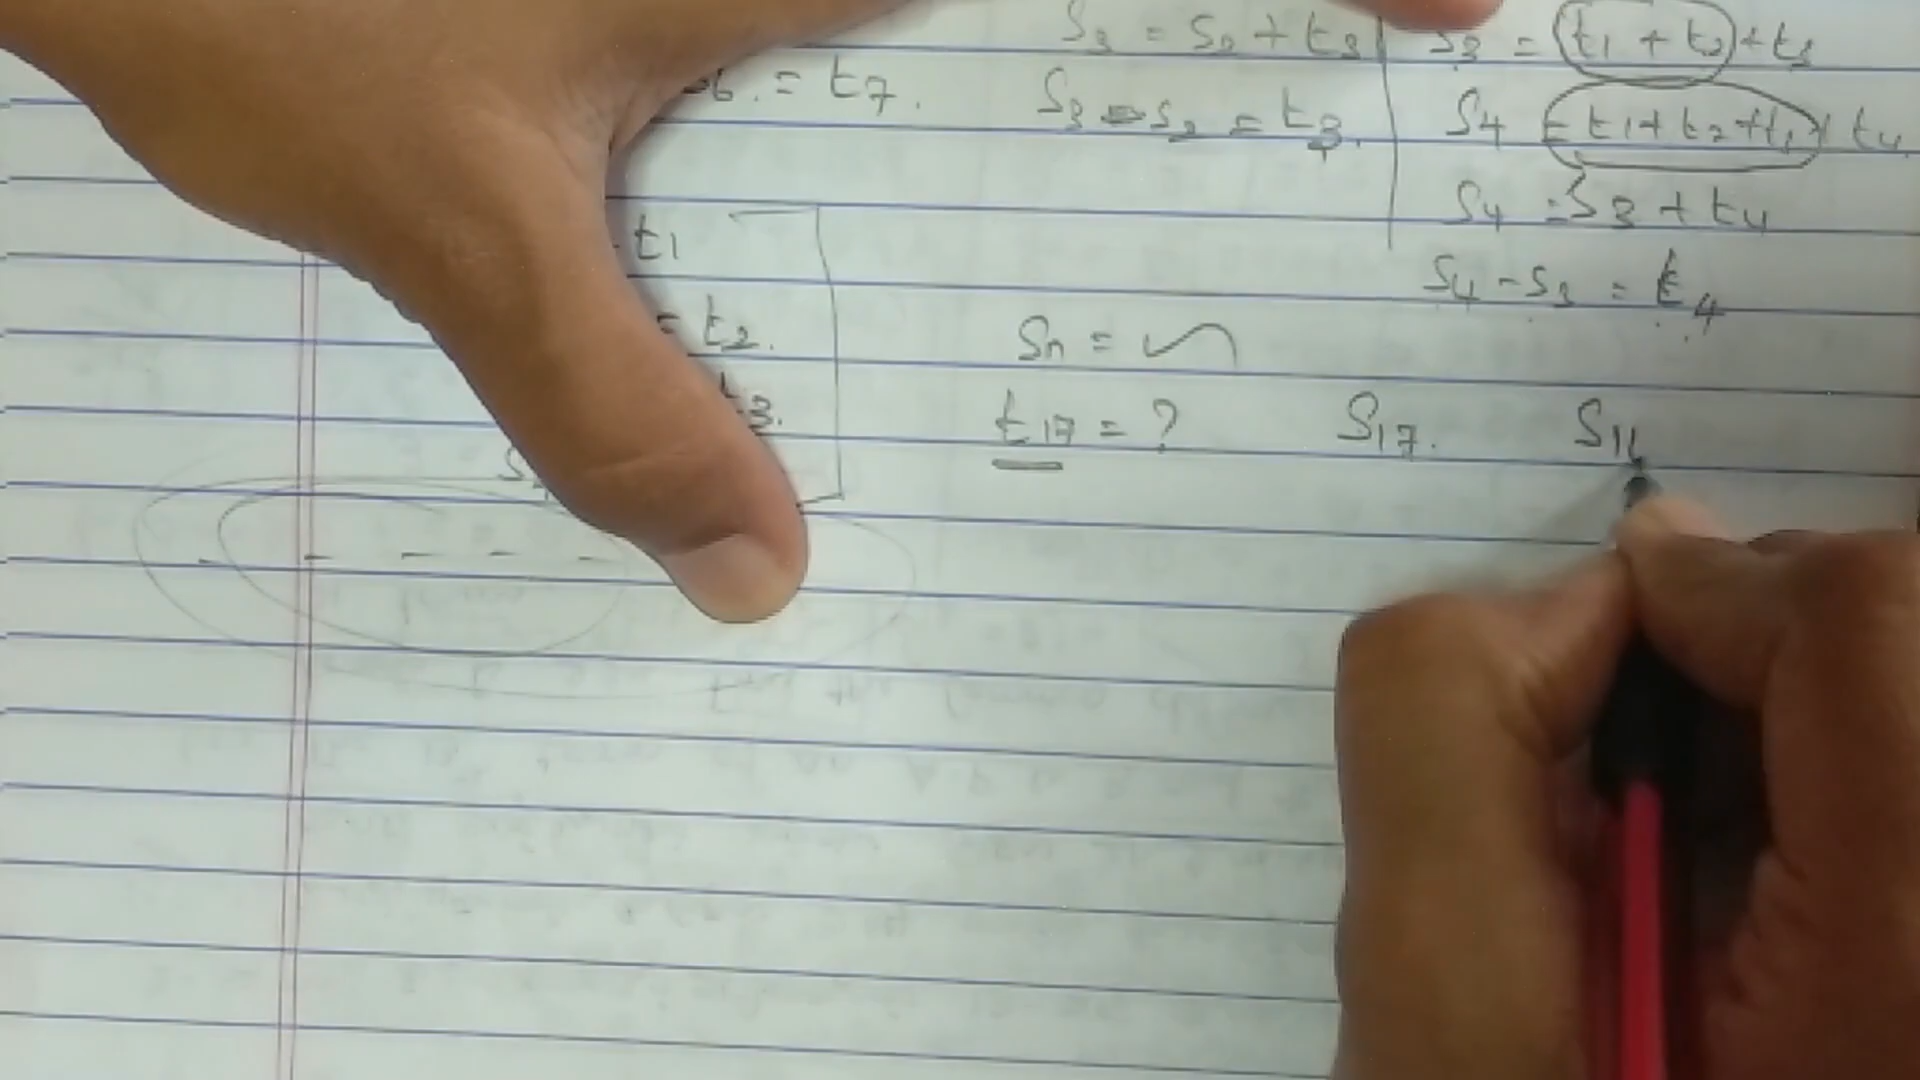 S3 = S2 + t3
S6 . = t7 .
S3 - S2 = t3 .
S3 = t1 + t2 + t3
S4 = t1 + t2 + t3 + t4
S4 = S3 + t4
S4 - S3 = t4
t1
= t2 .
t3 .
Sn =
t17 = ? S17 . S16